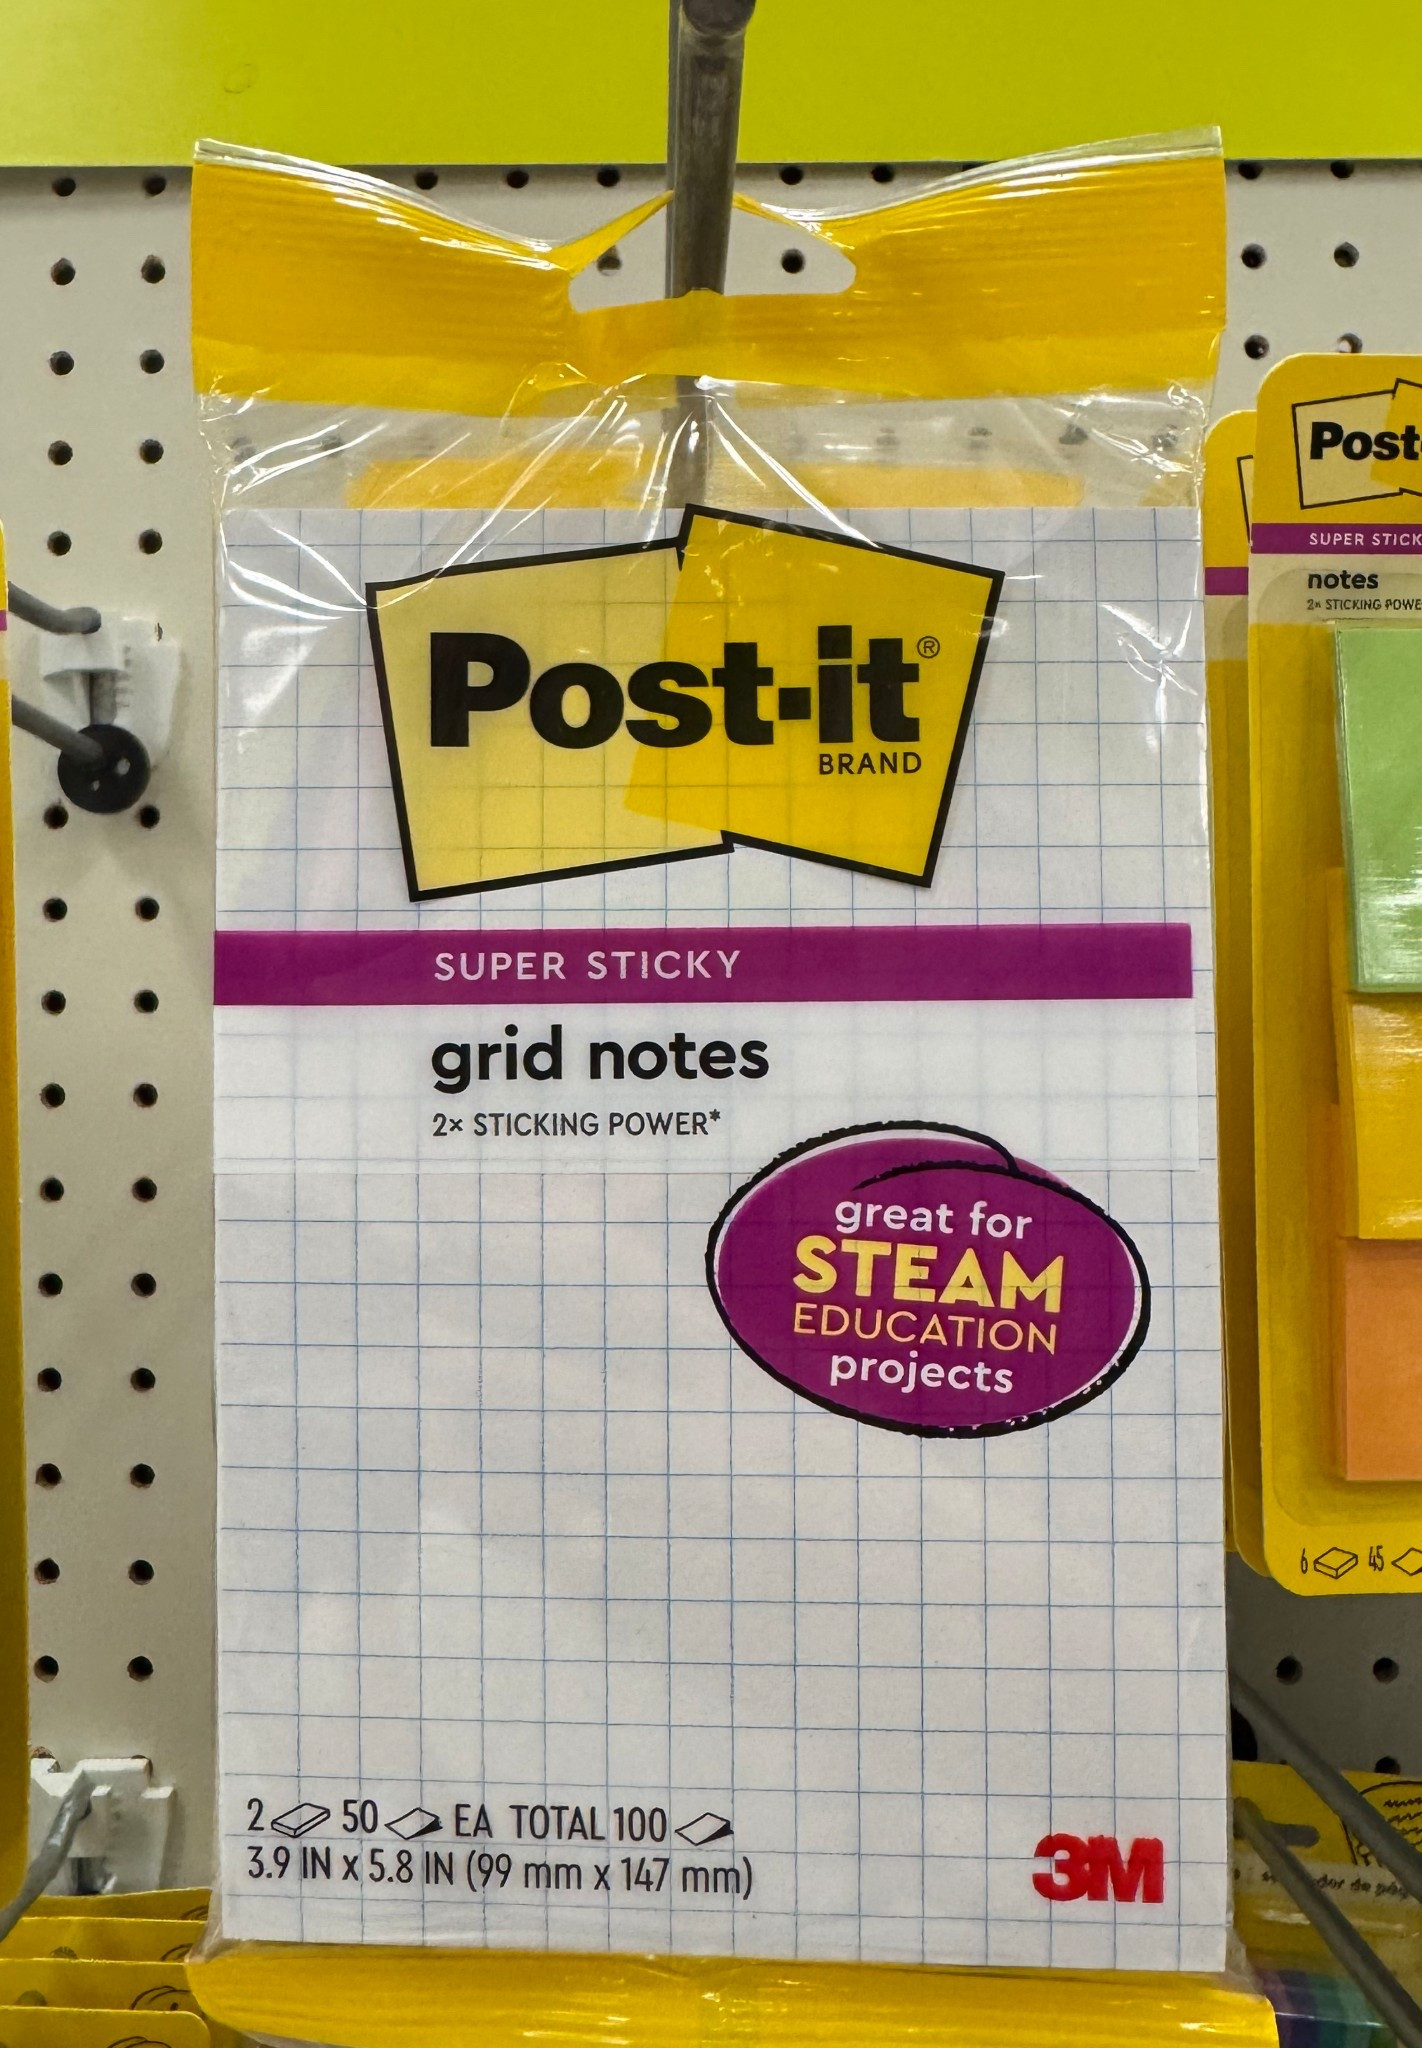 Post-it®
BRAND
SUPER STICKY
grid notes
2× STICKING POWER*
great for
STEAM
EDUCATION
projects
2 50 EA TOTAL 100
3.9 IN x 5.8 IN (99 mm x 147 mm)
3M
Post-
SUPER STICK
notes
2× STICKING POWE
6 45